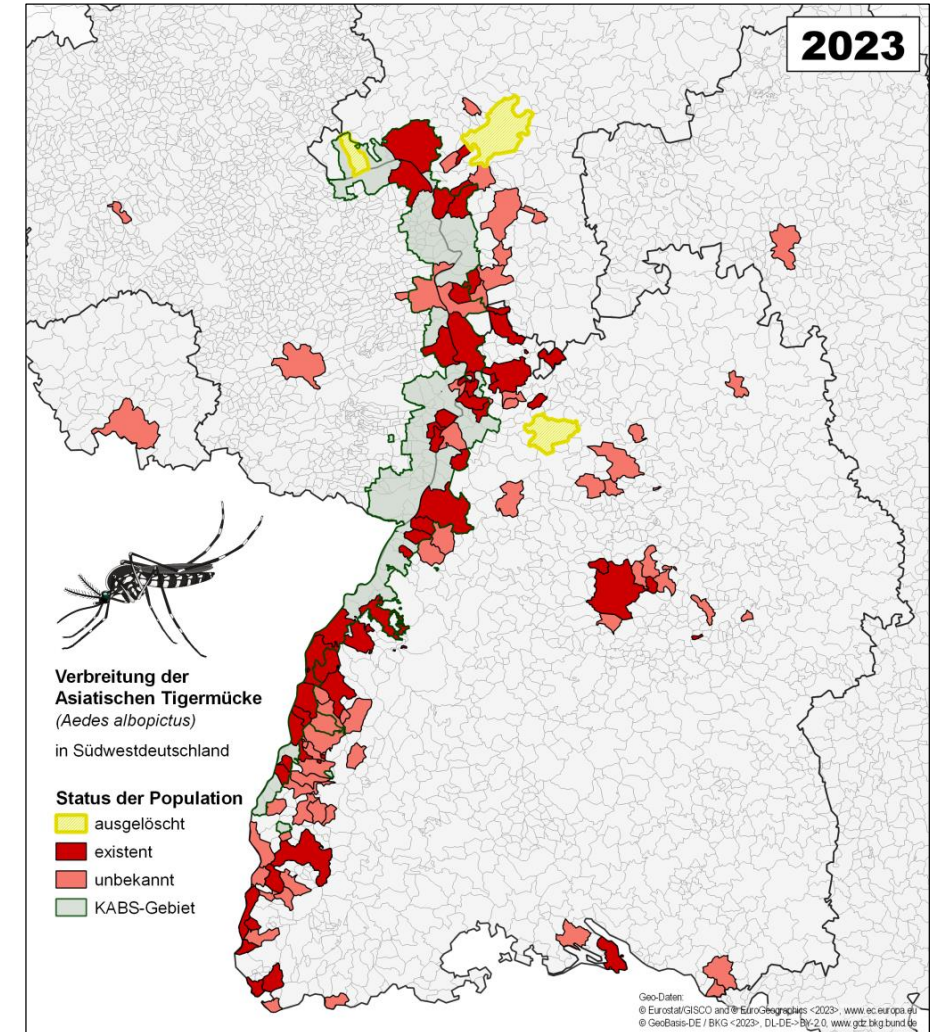 2023
Verbreitung der
Asiatischen Tigermücke
(Aedes albopictus)
in Südwestdeutschland
Status der Population
ausgelöscht
existent
unbekannt
KABS-Gebiet
Geo-Daten:
© Eurostat/GISCO and © EuroGeographics <2023>, www.ec.europa.eu
© GeoBasis-DE / BKG <2023>, DL-DE->BY-2.0, www.gdz.bkg.bund.de